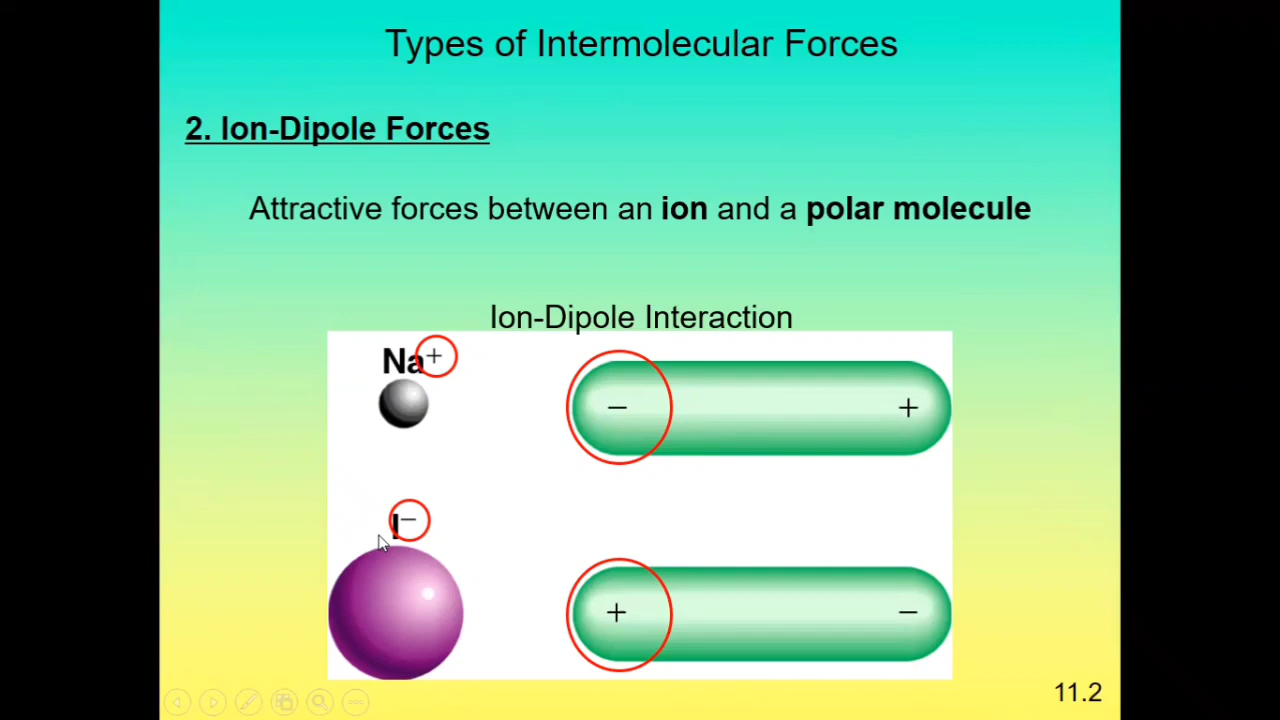 Types of Intermolecular Forces
2. Ion-Dipole Forces
Attractive forces between an ion and a polar molecule
Ion-Dipole Interaction
Na+
− +
I−
+ −
11.2